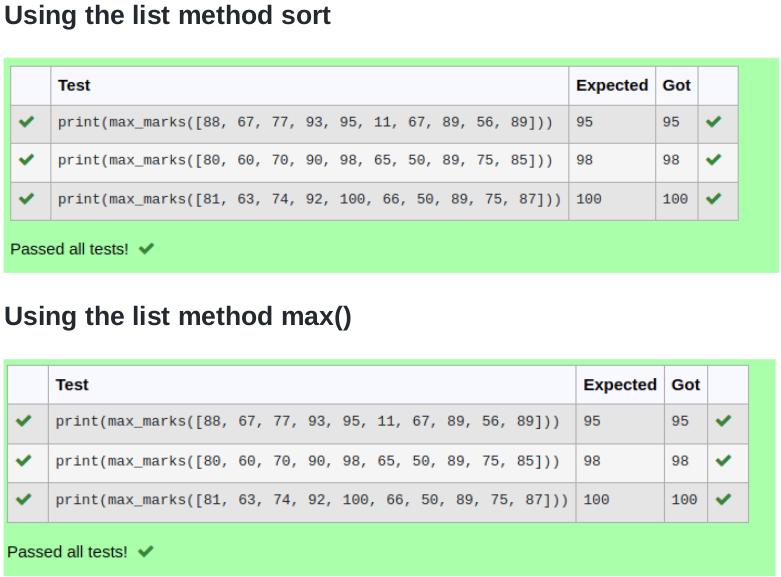 Using the list method sort
Test Expected Got
print(max_marks([88, 67, 77, 93, 95, 11, 67, 89, 56, 89])) 95 95
print(max_marks([80, 60, 70, 90, 98, 65, 50, 89, 75, 85])) 98 98
print(max_marks([81, 63, 74, 92, 100, 66, 50, 89, 75, 87])) 100 100
Passed all tests!
Using the list method max()
Test Expected Got
print(max_marks([88, 67, 77, 93, 95, 11, 67, 89, 56, 89])) 95 95
print(max_marks([80, 60, 70, 90, 98, 65, 50, 89, 75, 85])) 98 98
print(max_marks([81, 63, 74, 92, 100, 66, 50, 89, 75, 87])) 100 100
Passed all tests!